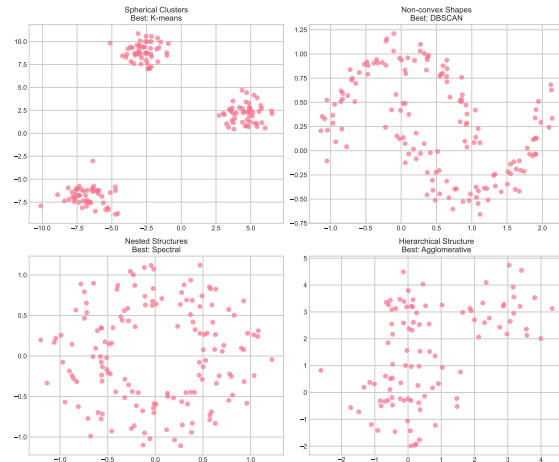 Spherical Clusters
Best: K-means
10.0
7.5
5.0
2.5
0.0
−2.5
−5.0
−7.5
−10.0 −7.5 −5.0 −2.5 0.0 2.5 5.0
Non-convex Shapes
Best: DBSCAN
1.25
1.00
0.75
0.50
0.25
0.00
−0.25
−0.50
−0.75
−1.0 −0.5 0.0 0.5 1.0 1.5 2.0
Nested Structures
Best: Spectral
1.0
0.5
0.0
−0.5
−1.0
−1.0 −0.5 0.0 0.5 1.0
Hierarchical Structure
Best: Agglomerative
5
4
3
2
1
0
−1
−2
−2 −1 0 1 2 3 4